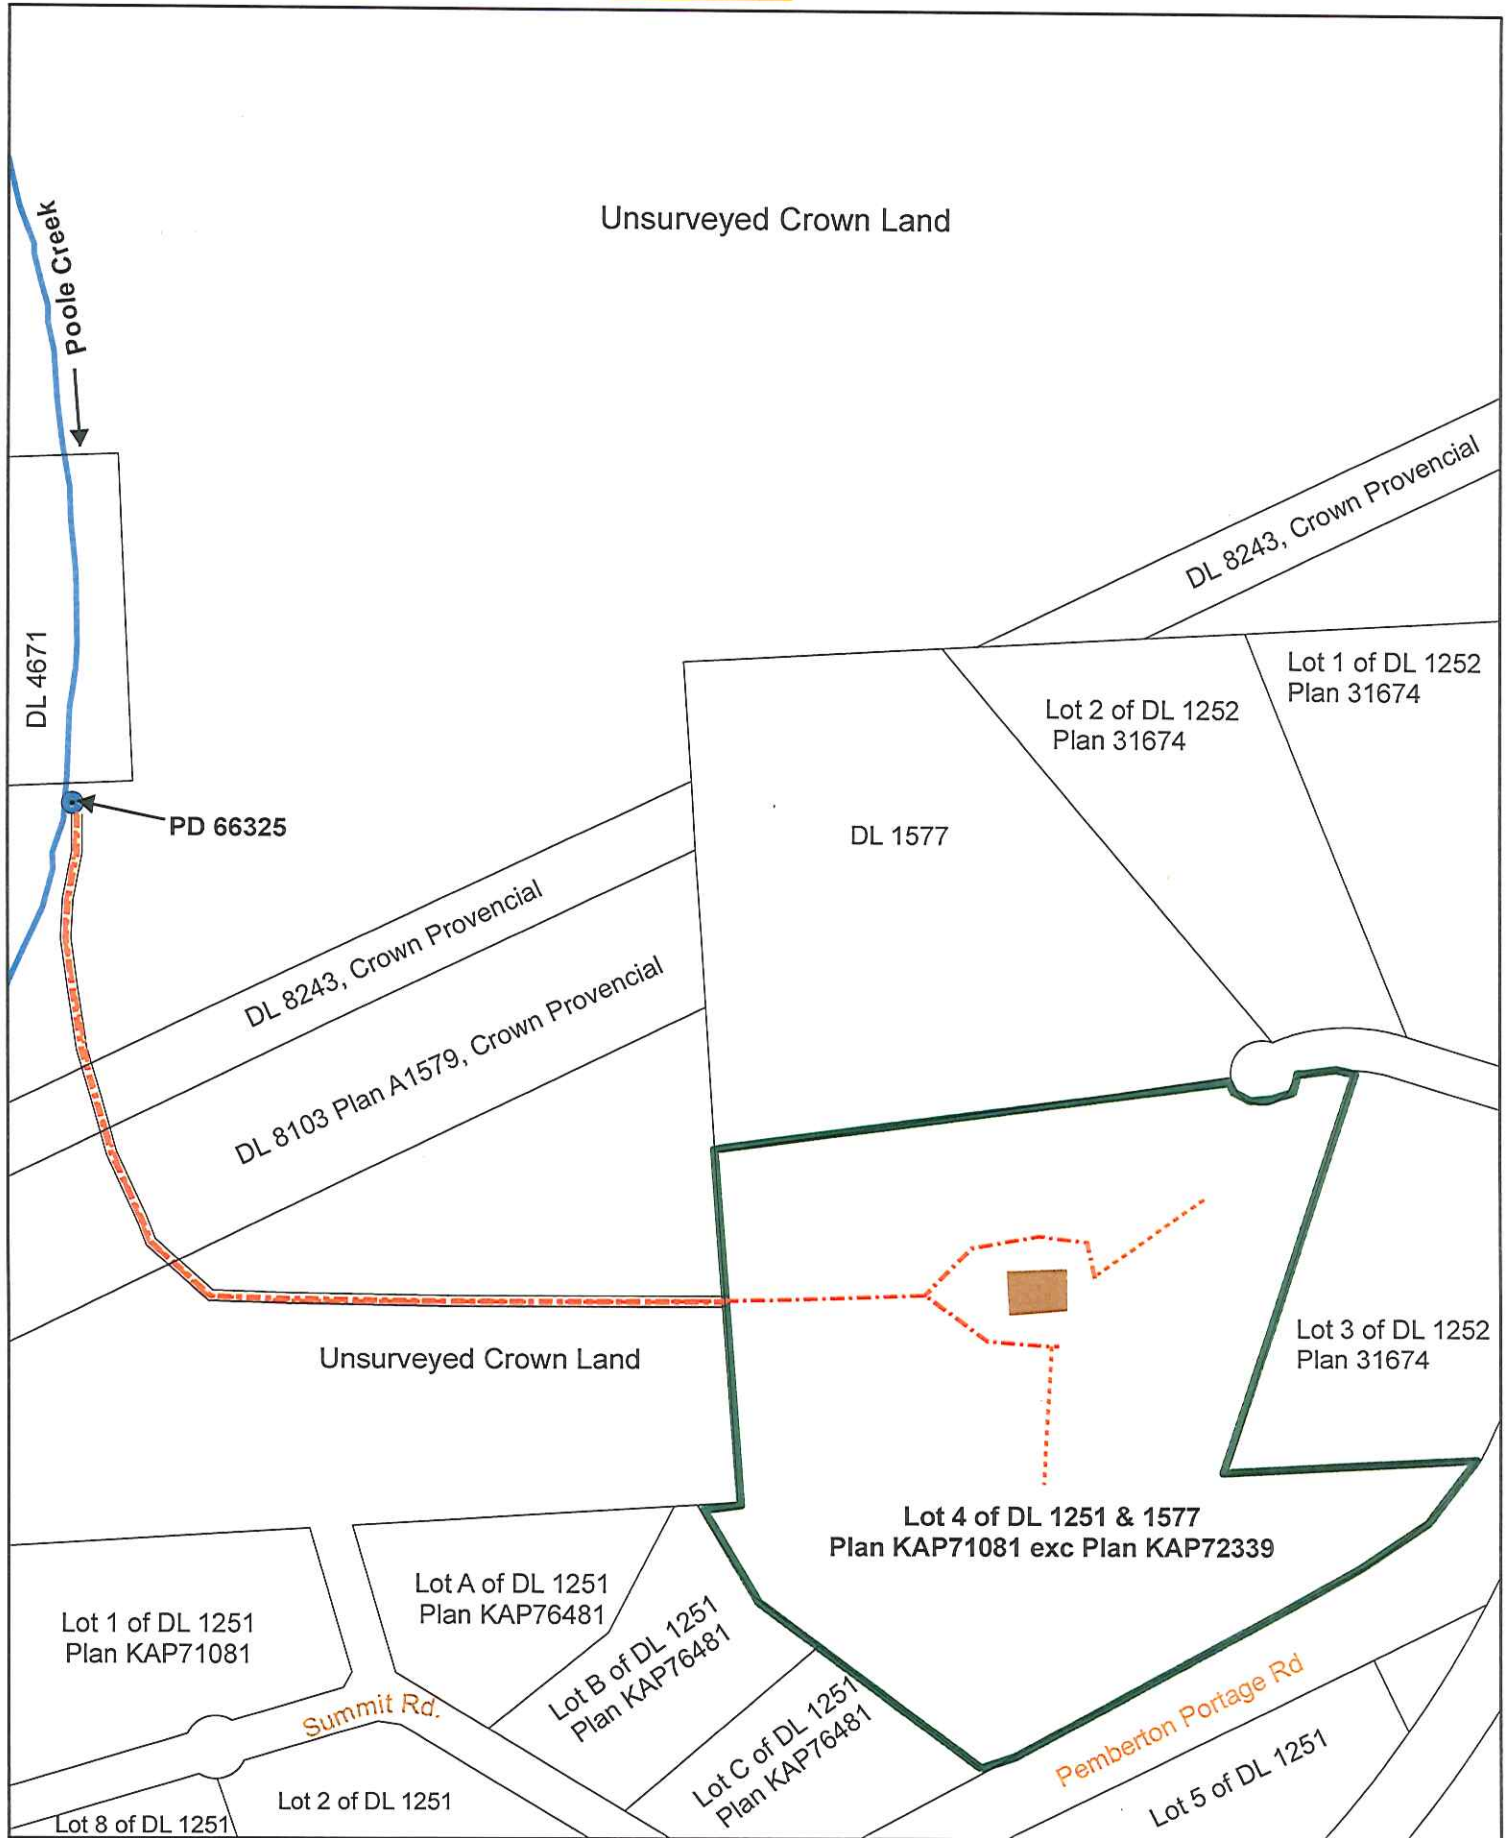 Unsurveyed Crown Land
Poole Creek
DL 8243, Crown Provencial
DL 4671
Lot 1 of DL 1252
Plan 31674
Lot 2 of DL 1252
Plan 31674
PD 66325
DL 1577
DL 8243, Crown Provencial
DL 8103 Plan A1579, Crown Provencial
Unsurveyed Crown Land
Lot 3 of DL 1252
Plan 31674
Lot 4 of DL 1251 & 1577
Plan KAP71081 exc Plan KAP72339
Lot 1 of DL 1251
Plan KAP71081
Lot A of DL 1251
Plan KAP76481
Lot B of DL 1251
Plan KAP76481
Lot C of DL 1251
Plan KAP76481
Summit Rd.
Pemberton Portage Rd
Lot 5 of DL 1251
Lot 2 of DL 1251
Lot 8 of DL 1251